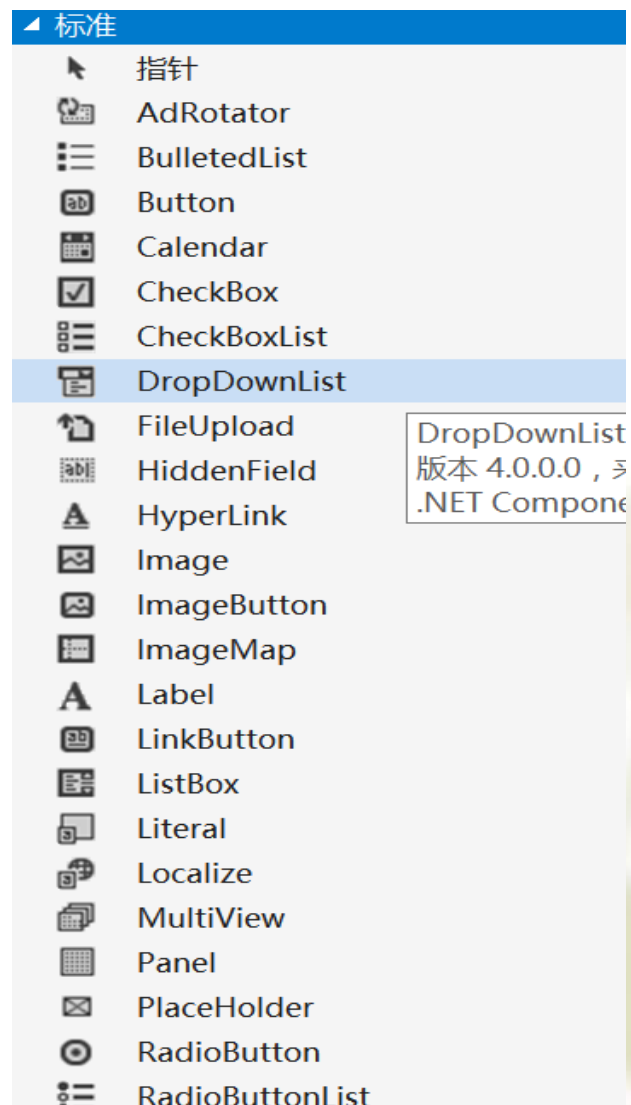 标准
指针
AdRotator
BulletedList
Button
Calendar
CheckBox
CheckBoxList
DropDownList
FileUpload
DropDownList
HiddenField
版本 4.0.0.0，
.NET Compone
HyperLink
Image
ImageButton
ImageMap
Label
LinkButton
ListBox
Literal
Localize
MultiView
Panel
PlaceHolder
RadioButton
RadioButtonList